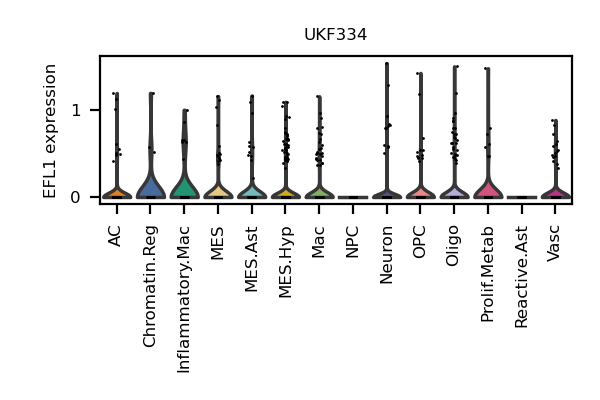 UKF334
EFL1 expression
1
0
AC
Chromatin.Reg
Inflammatory.Mac
MES
MES.Ast
MES.Hyp
Mac
NPC
Neuron
OPC
Oligo
Prolif.Metab
Reactive.Ast
Vasc